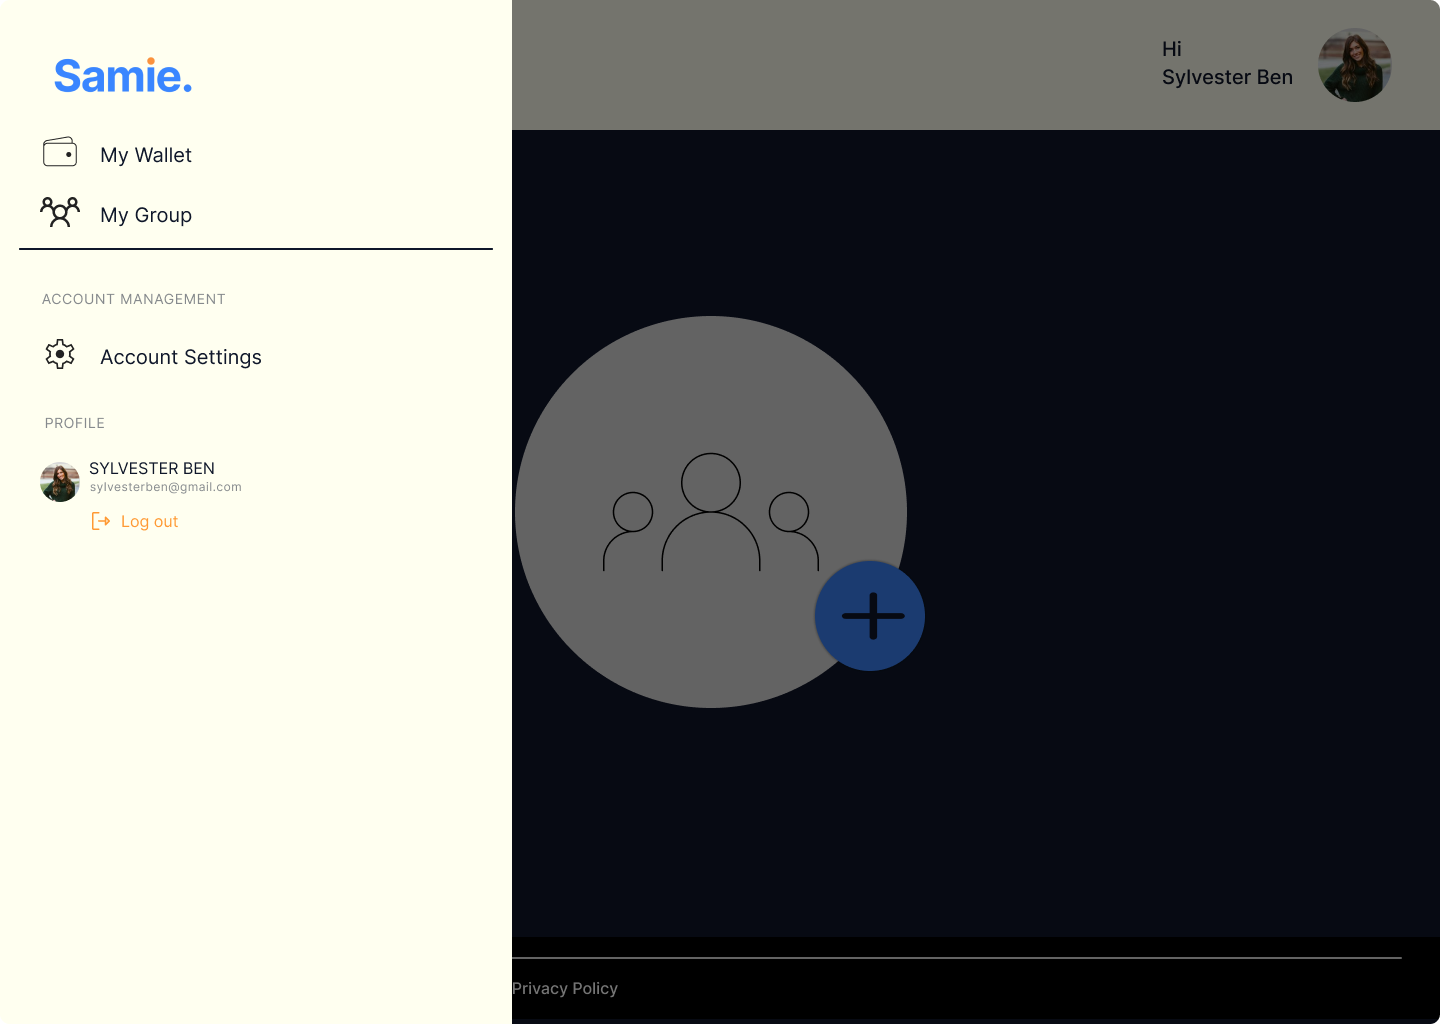 Samie.
My Wallet
My Group
ACCOUNT MANAGEMENT
Account Settings
PROFILE
SYLVESTER BEN
sylvesterben@gmail.com
Log out
Hi
Sylvester Ben
Privacy Policy